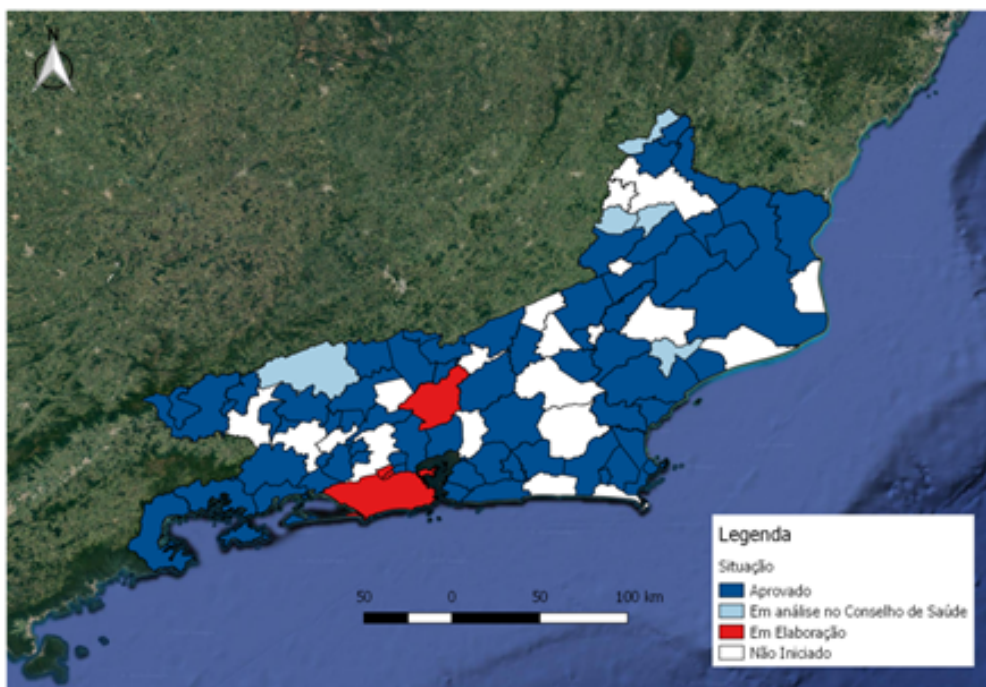 N
Legenda
Situação
Aprovado
Em análise no Conselho de Saúde
Em Elaboração
Não Iniciado
50 0 50 100 km